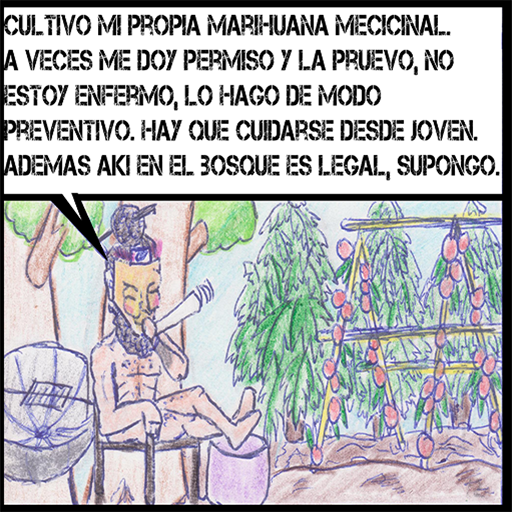 CULTIVO MI PROPIA MARIHUANA MECICINAL.
A VECES ME DOY PERMISO Y LA PRUEVO, NO
ESTOY ENFERMO, LO HAGO DE MODO
PREVENTIVO. HAY QUE CUIDARSE DESDE JOVEN.
ADEMAS AKI EN EL BOSQUE ES LEGAL, SUPONGO.